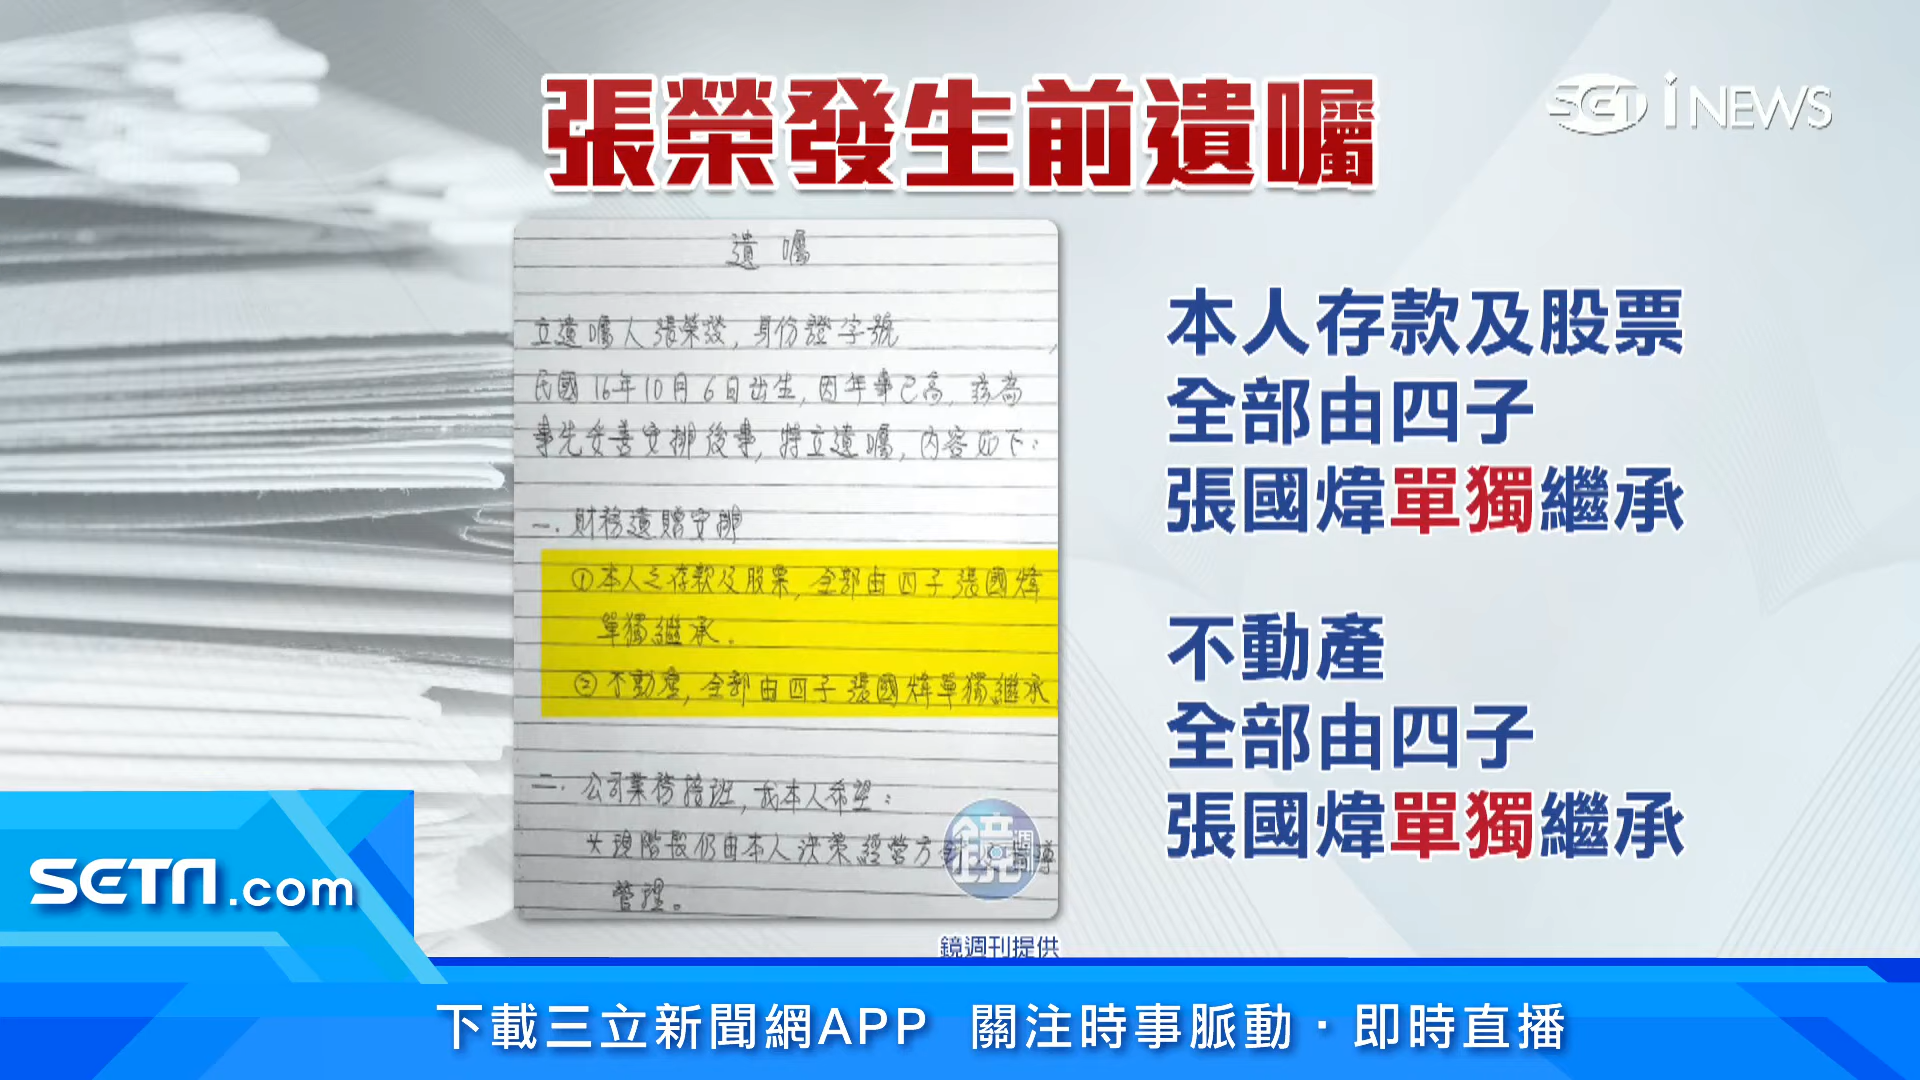 張榮發生前遺囑
SET iNEWS
遺囑
立遺囑人張榮發,身份證字號
民國16年10月6日出生,因年事已高,茲為
事先妥善安排後事,特立遺囑,內容如下:
一.財務遺贈安排
①本人之存款及股票,全部由四子張國煒
單獨繼承.
②不動產,全部由四子張國煒單獨繼承
二.公司業務接班,我本人希望:
*現階段仍由本人決策經營方針及指導
管理。
鏡週刊
鏡週刊提供
本人存款及股票
全部由四子
張國煒單獨繼承
不動產
全部由四子
張國煒單獨繼承
SETN.com
下載三立新聞網APP 關注時事脈動·即時直播